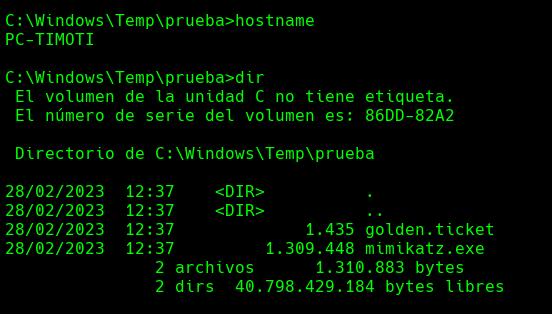 C:\Windows\Temp\prueba>hostname
PC-TIMOTI
C:\Windows\Temp\prueba>dir
El volumen de la unidad C no tiene etiqueta.
El número de serie del volumen es: 86DD-82A2
Directorio de C:\Windows\Temp\prueba
28/02/2023  12:37    <DIR>          .
28/02/2023  12:37    <DIR>          ..
28/02/2023  12:37             1.435 golden.ticket
28/02/2023  12:37         1.309.448 mimikatz.exe
2 archivos      1.310.883 bytes
2 dirs  40.798.429.184 bytes libres